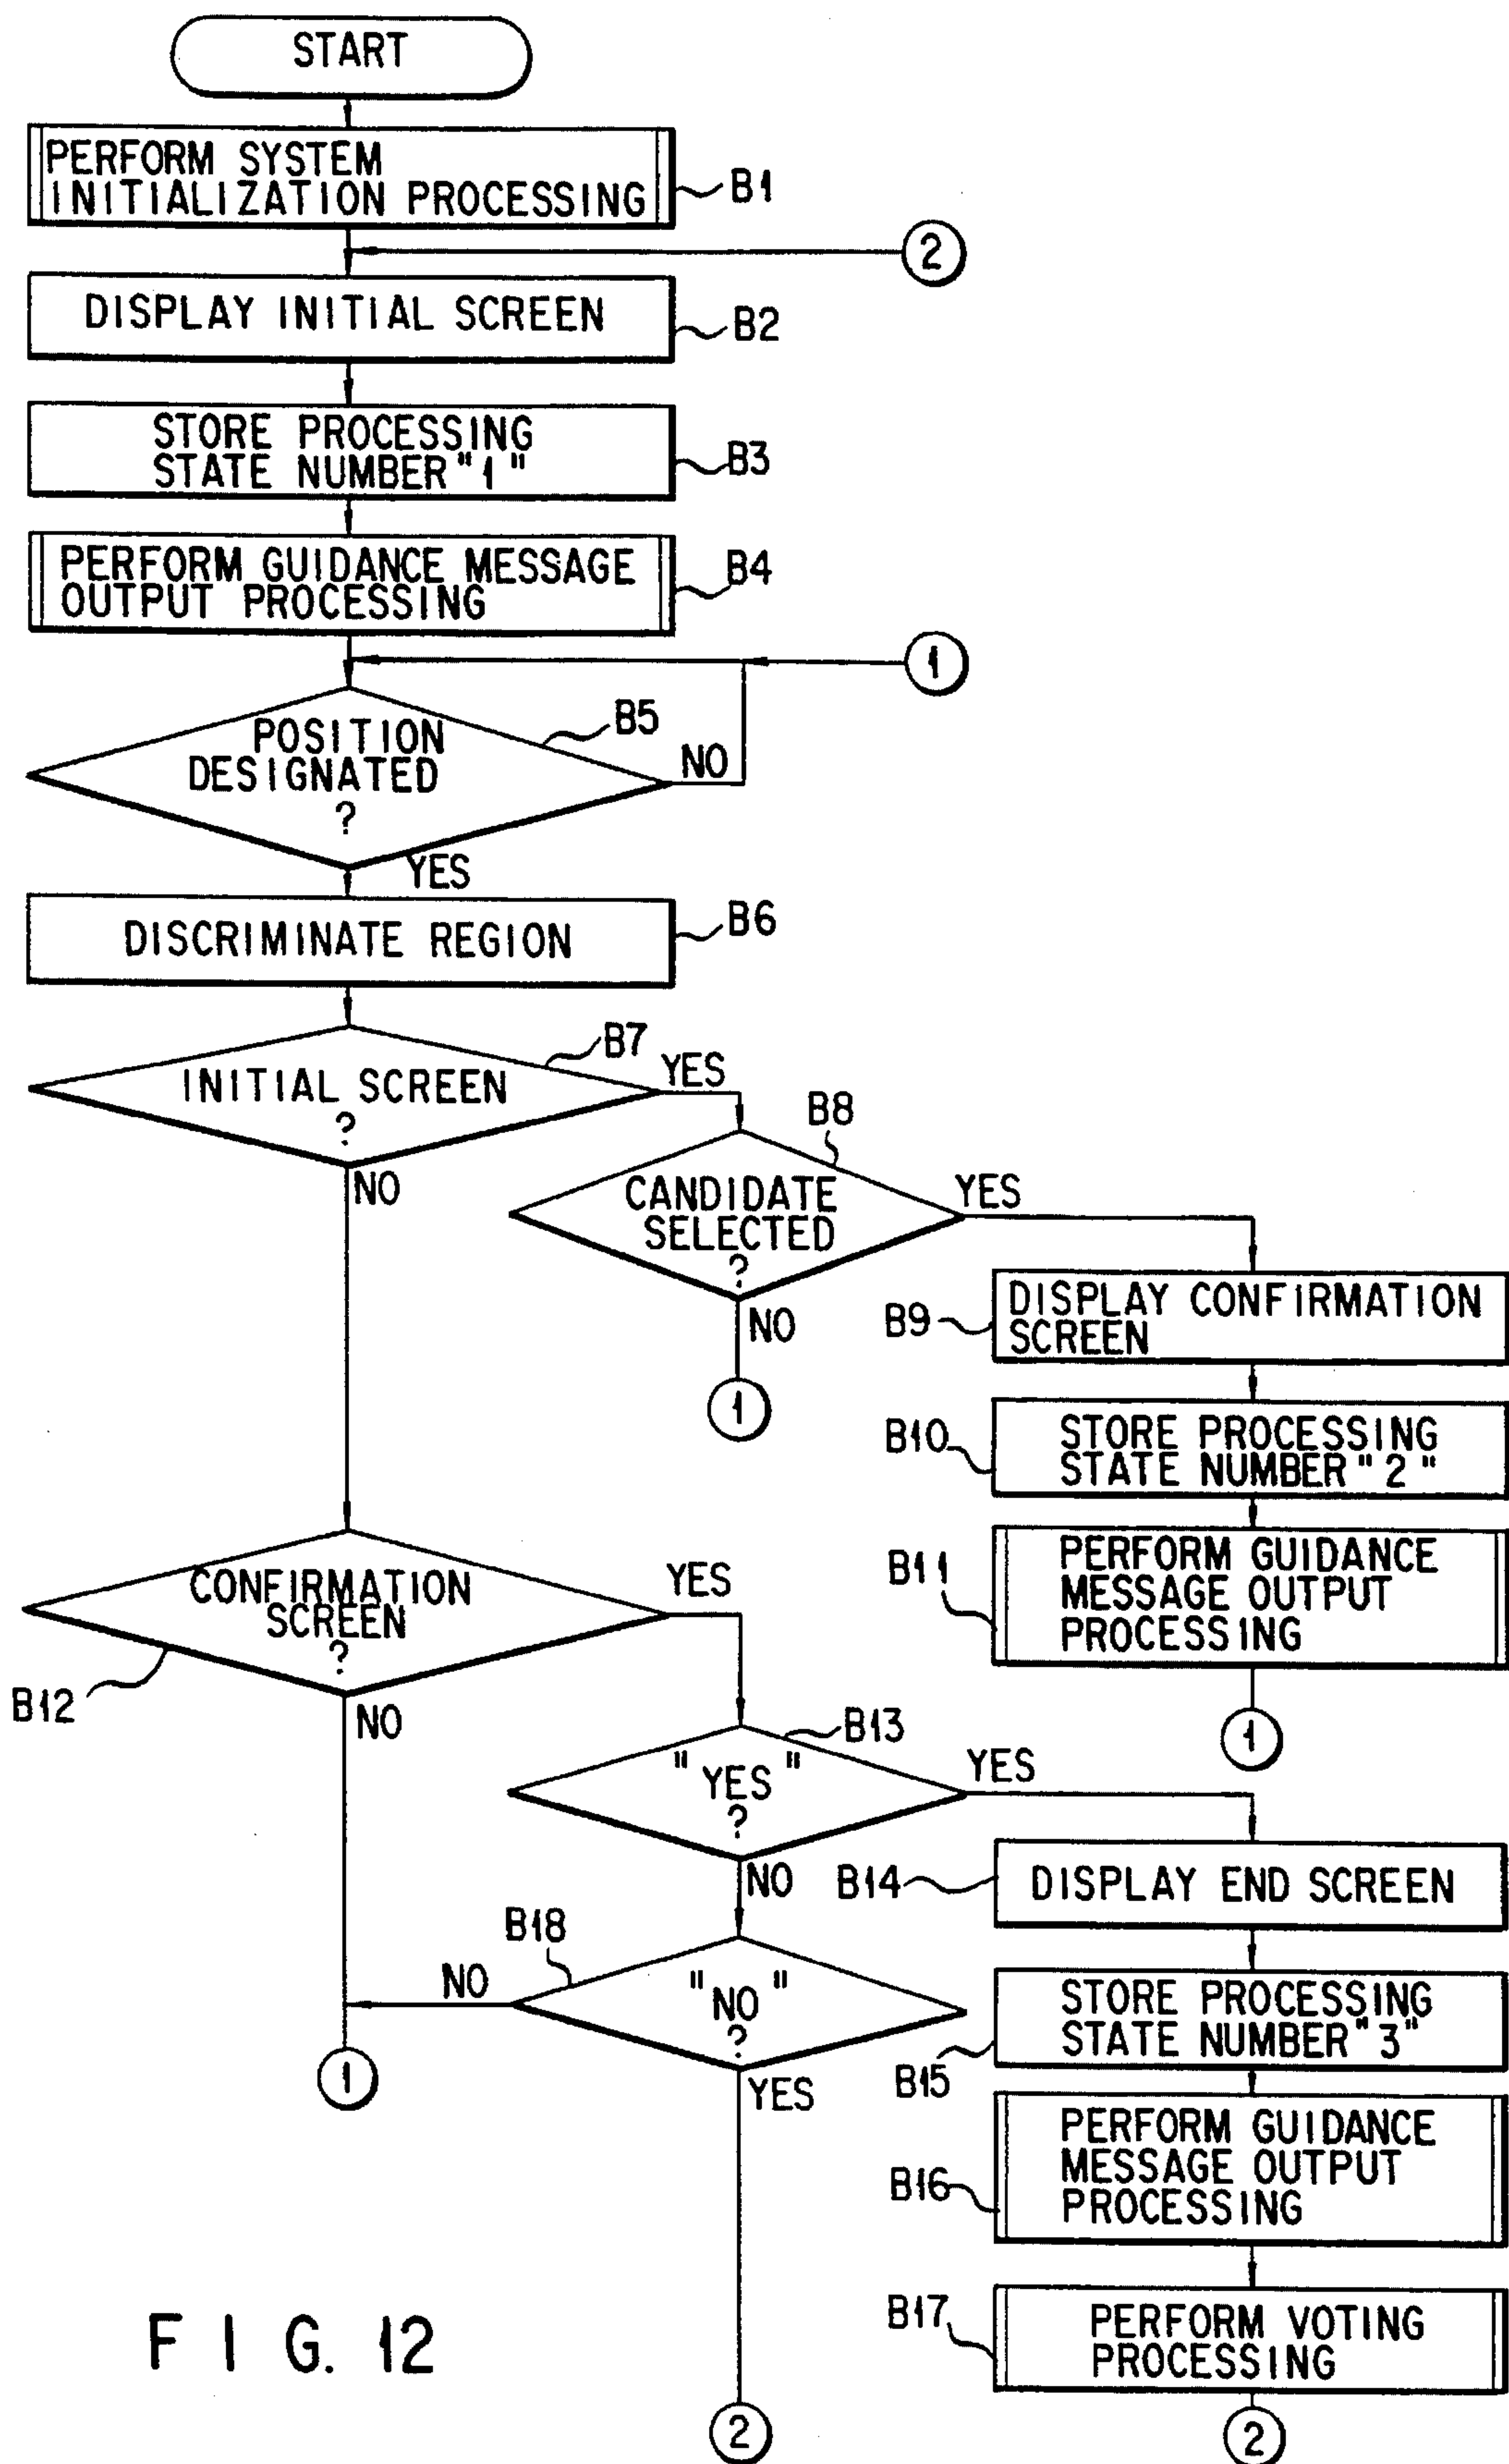 START
PERFORM SYSTEM
INITIALIZATION PROCESSING
B1
2
DISPLAY INITIAL SCREEN
B2
STORE PROCESSING
STATE NUMBER "1"
B3
PERFORM GUIDANCE MESSAGE
OUTPUT PROCESSING
B4
1
POSITION
DESIGNATED
?
B5
NO
YES
DISCRIMINATE REGION
B6
INITIAL SCREEN
?
B7
YES
NO
B8
CANDIDATE
SELECTED
?
YES
NO
1
B9
DISPLAY CONFIRMATION
SCREEN
B10
STORE PROCESSING
STATE NUMBER "2"
B11
PERFORM GUIDANCE
MESSAGE OUTPUT
PROCESSING
1
CONFIRMATION
SCREEN
?
YES
B12
NO
B13
"YES"
?
YES
NO
B14
DISPLAY END SCREEN
B18
"NO"
?
NO
YES
1
STORE PROCESSING
STATE NUMBER "3"
B15
PERFORM GUIDANCE
MESSAGE OUTPUT
PROCESSING
B16
B17
PERFORM VOTING
PROCESSING
2
2
FIG. 12